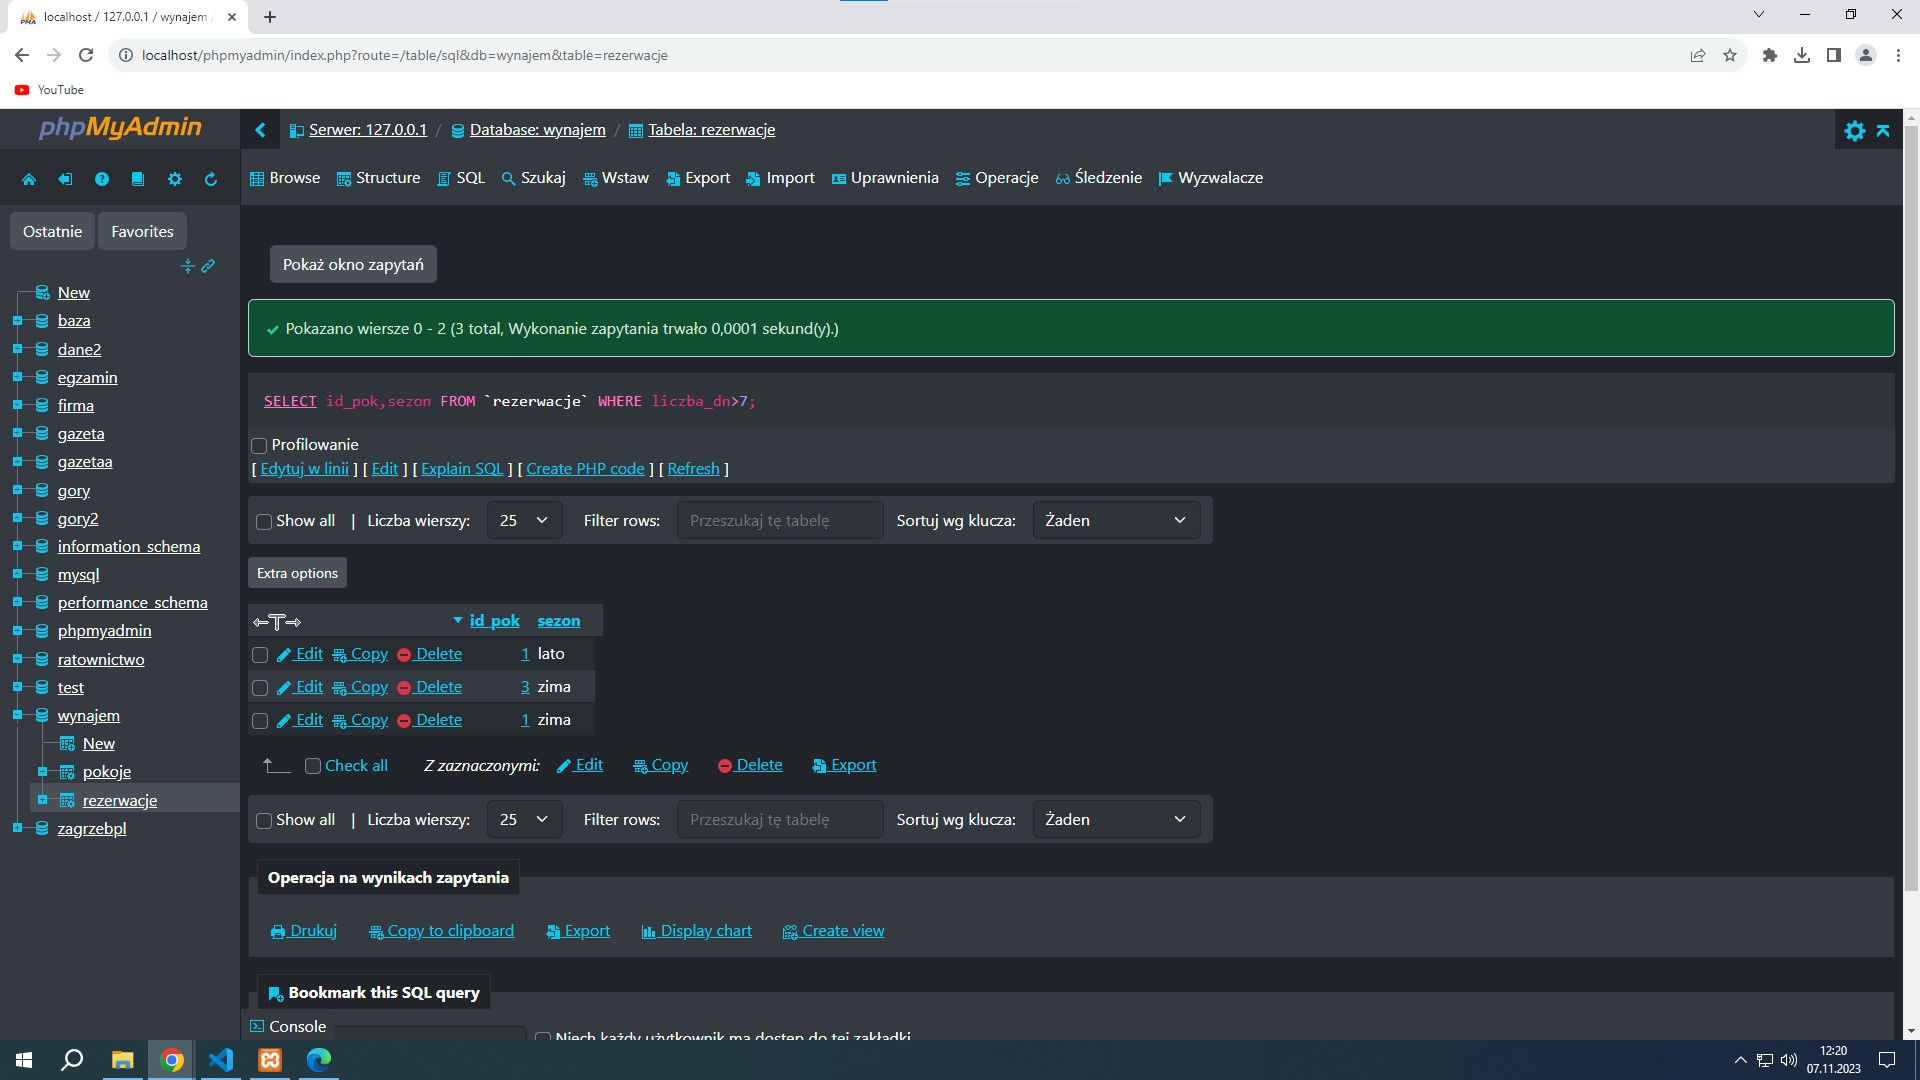 localhost / 127.0.0.1 / wynajem /
localhost/phpmyadmin/index.php?route=/table/sql&db=wynajem&table=rezerwacje
YouTube
phpMyAdmin
Serwer: 127.0.0.1 / Database: wynajem / Tabela: rezerwacje
Browse Structure SQL Szukaj Wstaw Export Import Uprawnienia Operacje Śledzenie Wyzwalacze
Ostatnie Favorites
New
baza
dane2
egzamin
firma
gazeta
gazetaa
gory
gory2
information_schema
mysql
performance_schema
phpmyadmin
ratownictwo
test
wynajem
New
pokoje
rezerwacje
zagrzebpl
Pokaż okno zapytań
Pokazano wiersze 0 - 2 (3 total, Wykonanie zapytania trwało 0,0001 sekund(y).)
SELECT id_pok,sezon FROM `rezerwacje` WHERE liczba_dn>7;
Profilowanie
[ Edytuj w linii ] [ Edit ] [ Explain SQL ] [ Create PHP code ] [ Refresh ]
Show all | Liczba wierszy: 25 Filter rows: Przeszukaj tę tabelę Sortuj wg klucza: Żaden
Extra options
id_pok sezon
Edit Copy Delete 1 lato
Edit Copy Delete 3 zima
Edit Copy Delete 1 zima
Check all Z zaznaczonymi: Edit Copy Delete Export
Show all | Liczba wierszy: 25 Filter rows: Przeszukaj tę tabelę Sortuj wg klucza: Żaden
Operacja na wynikach zapytania
Drukuj Copy to clipboard Export Display chart Create view
Bookmark this SQL query
Console
Niech każdy użytkownik ma dostęp do tej zakładki
12:20
07.11.2023